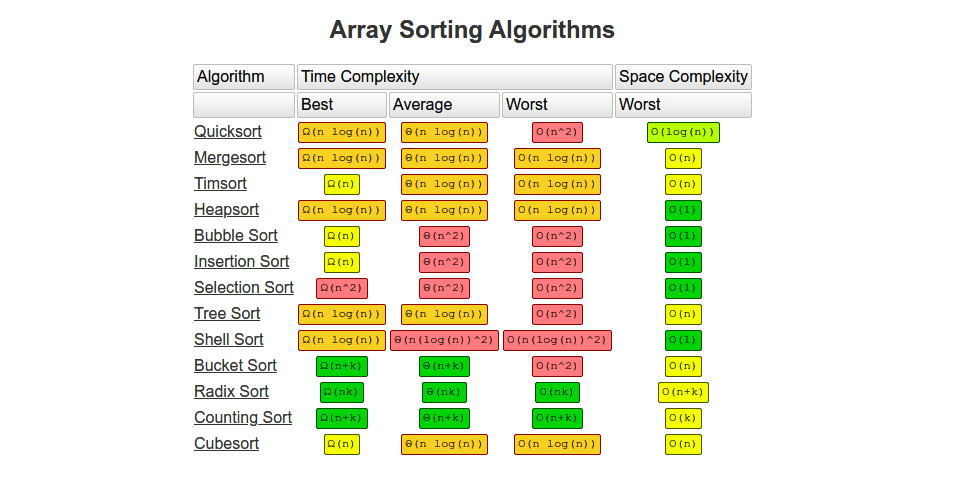 Array Sorting Algorithms
Algorithm Time Complexity Space Complexity
Best Average Worst Worst
Quicksort Ω(n log(n)) Θ(n log(n)) O(n^2) O(log(n))
Mergesort Ω(n log(n)) Θ(n log(n)) O(n log(n)) O(n)
Timsort Ω(n) Θ(n log(n)) O(n log(n)) O(n)
Heapsort Ω(n log(n)) Θ(n log(n)) O(n log(n)) O(1)
Bubble Sort Ω(n) Θ(n^2) O(n^2) O(1)
Insertion Sort Ω(n) Θ(n^2) O(n^2) O(1)
Selection Sort Ω(n^2) Θ(n^2) O(n^2) O(1)
Tree Sort Ω(n log(n)) Θ(n log(n)) O(n^2) O(n)
Shell Sort Ω(n log(n)) Θ(n(log(n))^2) O(n(log(n))^2) O(1)
Bucket Sort Ω(n+k) Θ(n+k) O(n^2) O(n)
Radix Sort Ω(nk) Θ(nk) O(nk) O(n+k)
Counting Sort Ω(n+k) Θ(n+k) O(n+k) O(k)
Cubesort Ω(n) Θ(n log(n)) O(n log(n)) O(n)